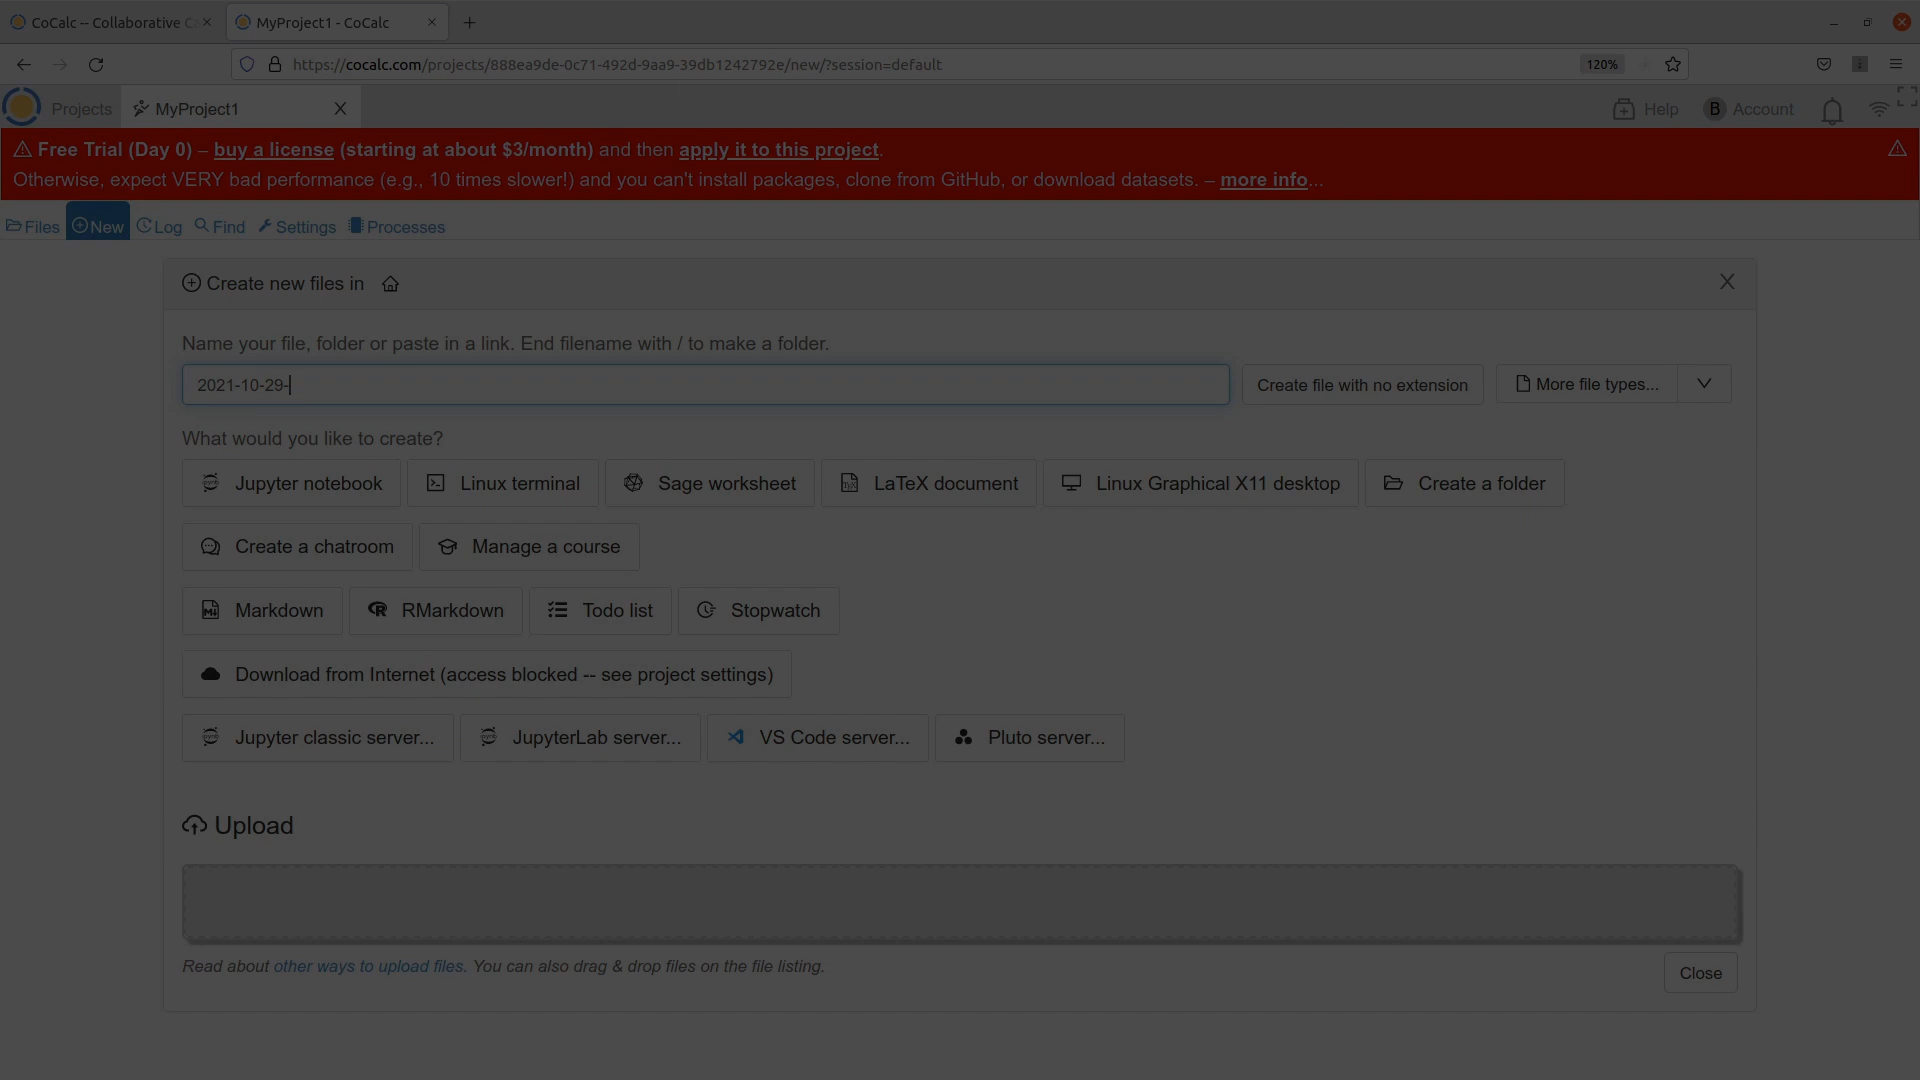 CoCalc -- Collaborative C
MyProject1 - CoCalc
https://cocalc.com/projects/888ea9de-0c71-492d-9aa9-39db1242792e/new/?session=default
120%
Projects
MyProject1
Help
B
Account
Free Trial (Day 0) – buy a license (starting at about $3/month) and then apply it to this project.
Otherwise, expect VERY bad performance (e.g., 10 times slower!) and you can't install packages, clone from GitHub, or download datasets. – more info...
Files
New
Log
Find
Settings
Processes
Create new files in
Name your file, folder or paste in a link. End filename with / to make a folder.
2021-10-29-
Create file with no extension
More file types...
What would you like to create?
Jupyter notebook
Linux terminal
Sage worksheet
LaTeX document
Linux Graphical X11 desktop
Create a folder
Create a chatroom
Manage a course
Markdown
RMarkdown
Todo list
Stopwatch
Download from Internet (access blocked -- see project settings)
Jupyter classic server...
JupyterLab server...
VS Code server...
Pluto server...
Upload
Read about other ways to upload files. You can also drag & drop files on the file listing.
Close